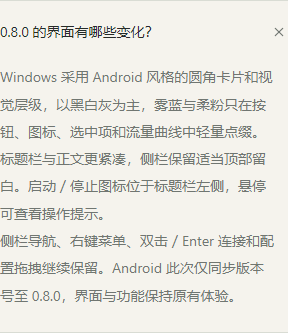 0.8.0 的界面有哪些变化?
Windows 采用 Android 风格的圆角卡片和视
觉层级，以黑白灰为主，雾蓝与柔粉只在按
钮、图标、选中项和流量曲线中轻量点缀。
标题栏与正文更紧凑，侧栏保留适当顶部留
白。启动 / 停止图标位于标题栏左侧，悬停
可查看操作提示。
侧栏导航、右键菜单、双击 / Enter 连接和配
置拖拽继续保留。Android 此次仅同步版本
号至 0.8.0，界面与功能保持原有体验。